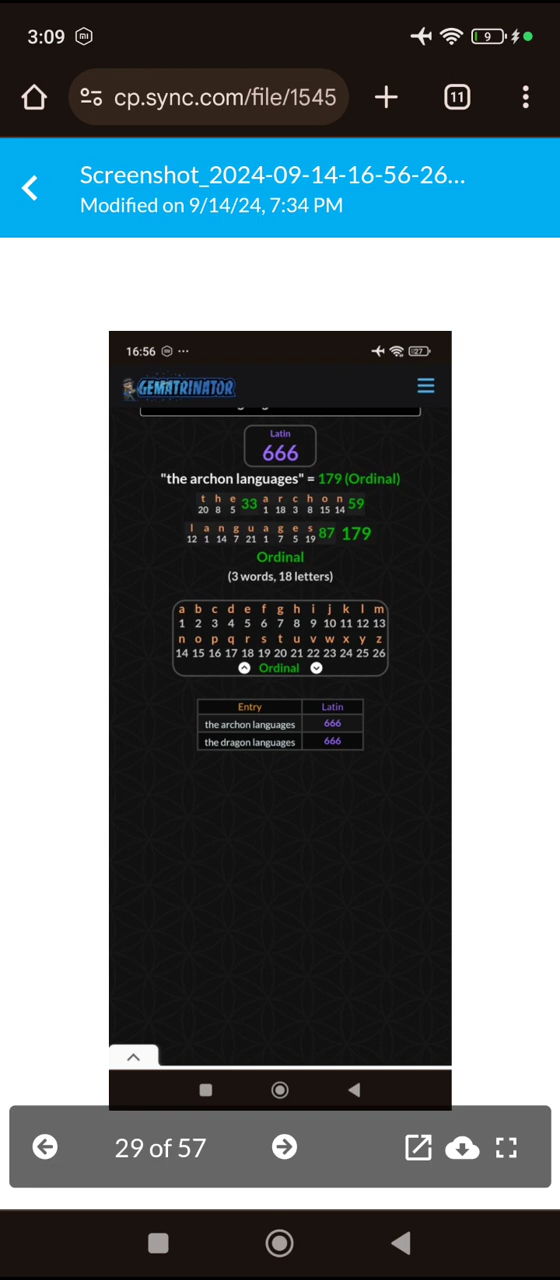 3:09
9
cp.sync.com/file/1545
11
Screenshot_2024-09-14-16-56-26...
Modified on 9/14/24, 7:34 PM
16:56 ...
27
GEMATRINATOR
Latin
666
"the archon languages" = 179 (Ordinal)
t h e 33 a r c h o n 59
20 8 5 1 18 3 8 15 14
l a n g u a g e s 87 179
12 1 14 7 21 1 7 5 19
Ordinal
(3 words, 18 letters)
a b c d e f g h i j k l m
1 2 3 4 5 6 7 8 9 10 11 12 13
n o p q r s t u v w x y z
14 15 16 17 18 19 20 21 22 23 24 25 26
Ordinal
Entry Latin
the archon languages 666
the dragon languages 666
29 of 57